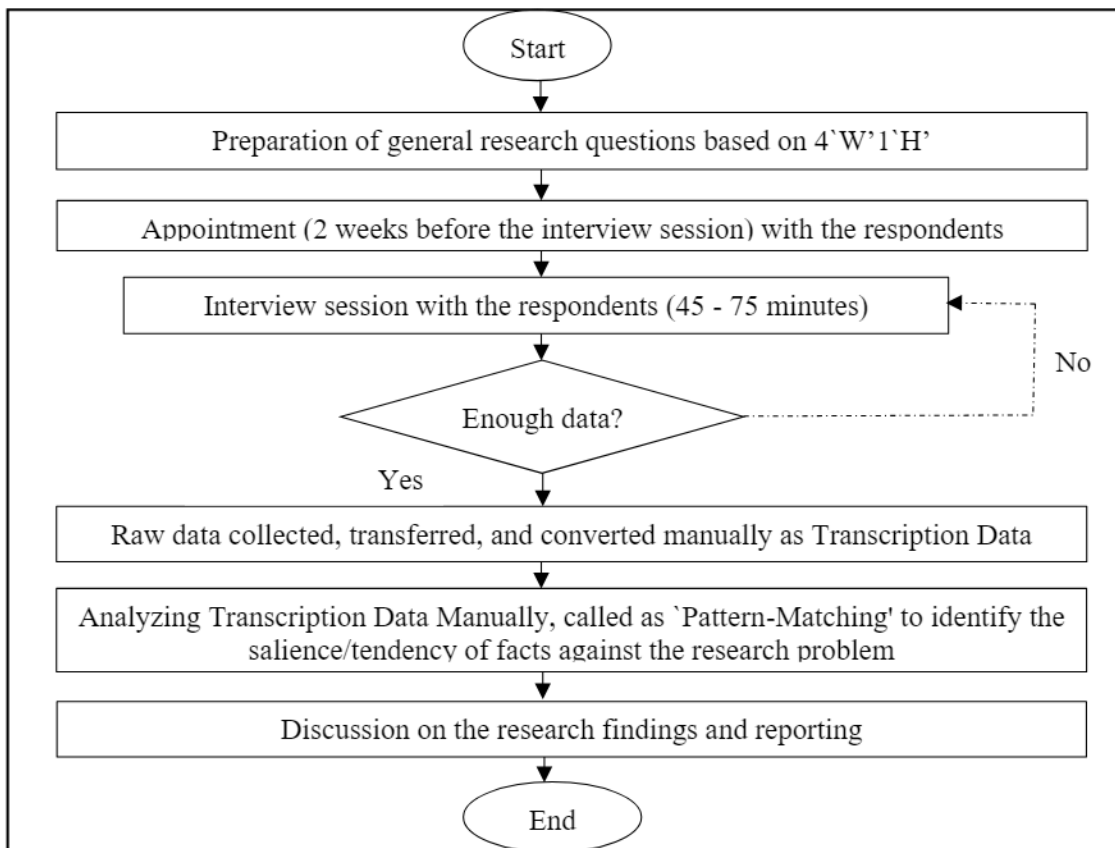 Start
Preparation of general research questions based on 4`W’1`H’
Appointment (2 weeks before the interview session) with the respondents
Interview session with the respondents (45 - 75 minutes)
No
Enough data?
Yes
Raw data collected, transferred, and converted manually as Transcription Data
Analyzing Transcription Data Manually, called as `Pattern-Matching' to identify the
salience/tendency of facts against the research problem
Discussion on the research findings and reporting
End